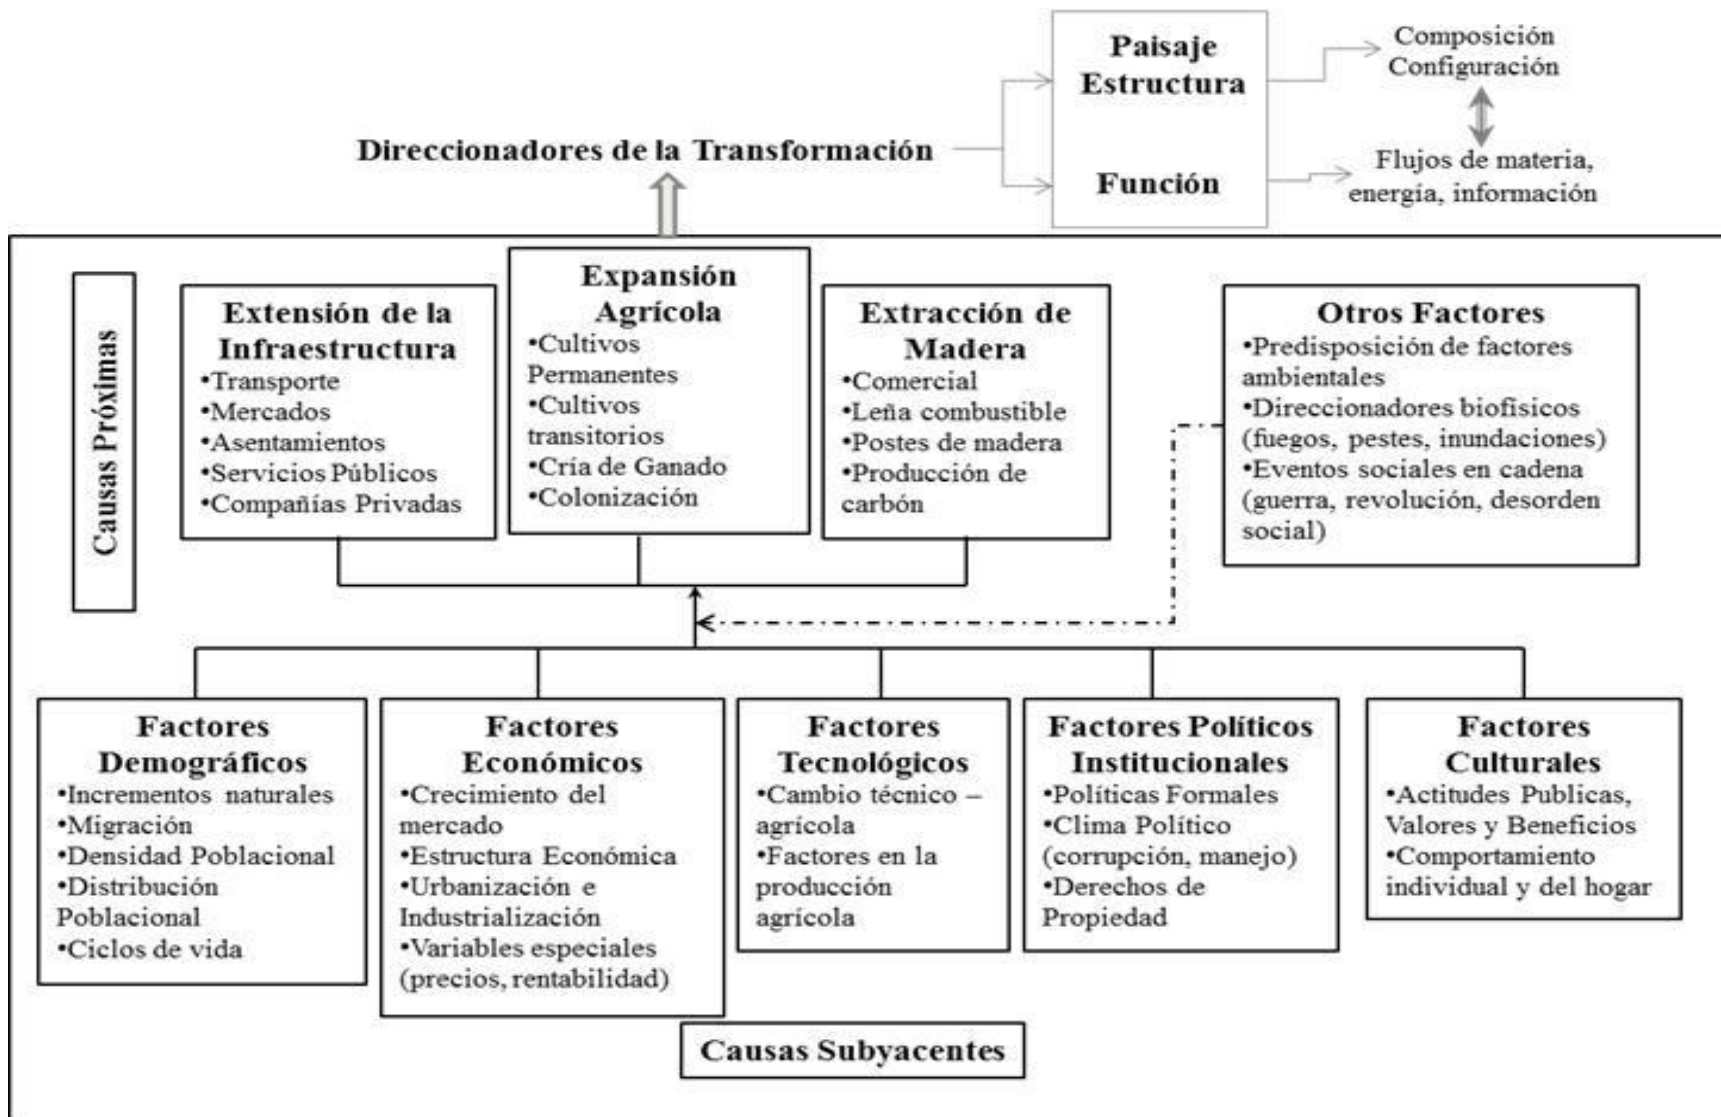 Paisaje
Estructura
Función
Composición
Configuración
Flujos de materia,
energía, información
Direccionadores de la Transformación
Causas Próximas
Extensión de la
Infraestructura
•Transporte
•Mercados
•Asentamientos
•Servicios Públicos
•Compañías Privadas
Expansión
Agrícola
•Cultivos
Permanentes
•Cultivos
transitorios
•Cría de Ganado
•Colonización
Extracción de
Madera
•Comercial
•Leña combustible
•Postes de madera
•Producción de
carbón
Otros Factores
•Predisposición de factores
ambientales
•Direccionadores biofísicos
(fuegos, pestes, inundaciones)
•Eventos sociales en cadena
(guerra, revolución, desorden
social)
Factores
Demográficos
•Incrementos naturales
•Migración
•Densidad Poblacional
•Distribución
Poblacional
•Ciclos de vida
Factores
Económicos
•Crecimiento del
mercado
•Estructura Económica
•Urbanización e
Industrialización
•Variables especiales
(precios, rentabilidad)
Factores
Tecnológicos
•Cambio técnico –
agrícola
•Factores en la
producción
agrícola
Factores Políticos
Institucionales
•Políticas Formales
•Clima Político
(corrupción, manejo)
•Derechos de
Propiedad
Factores
Culturales
•Actitudes Publicas,
Valores y Beneficios
•Comportamiento
individual y del hogar
Causas Subyacentes